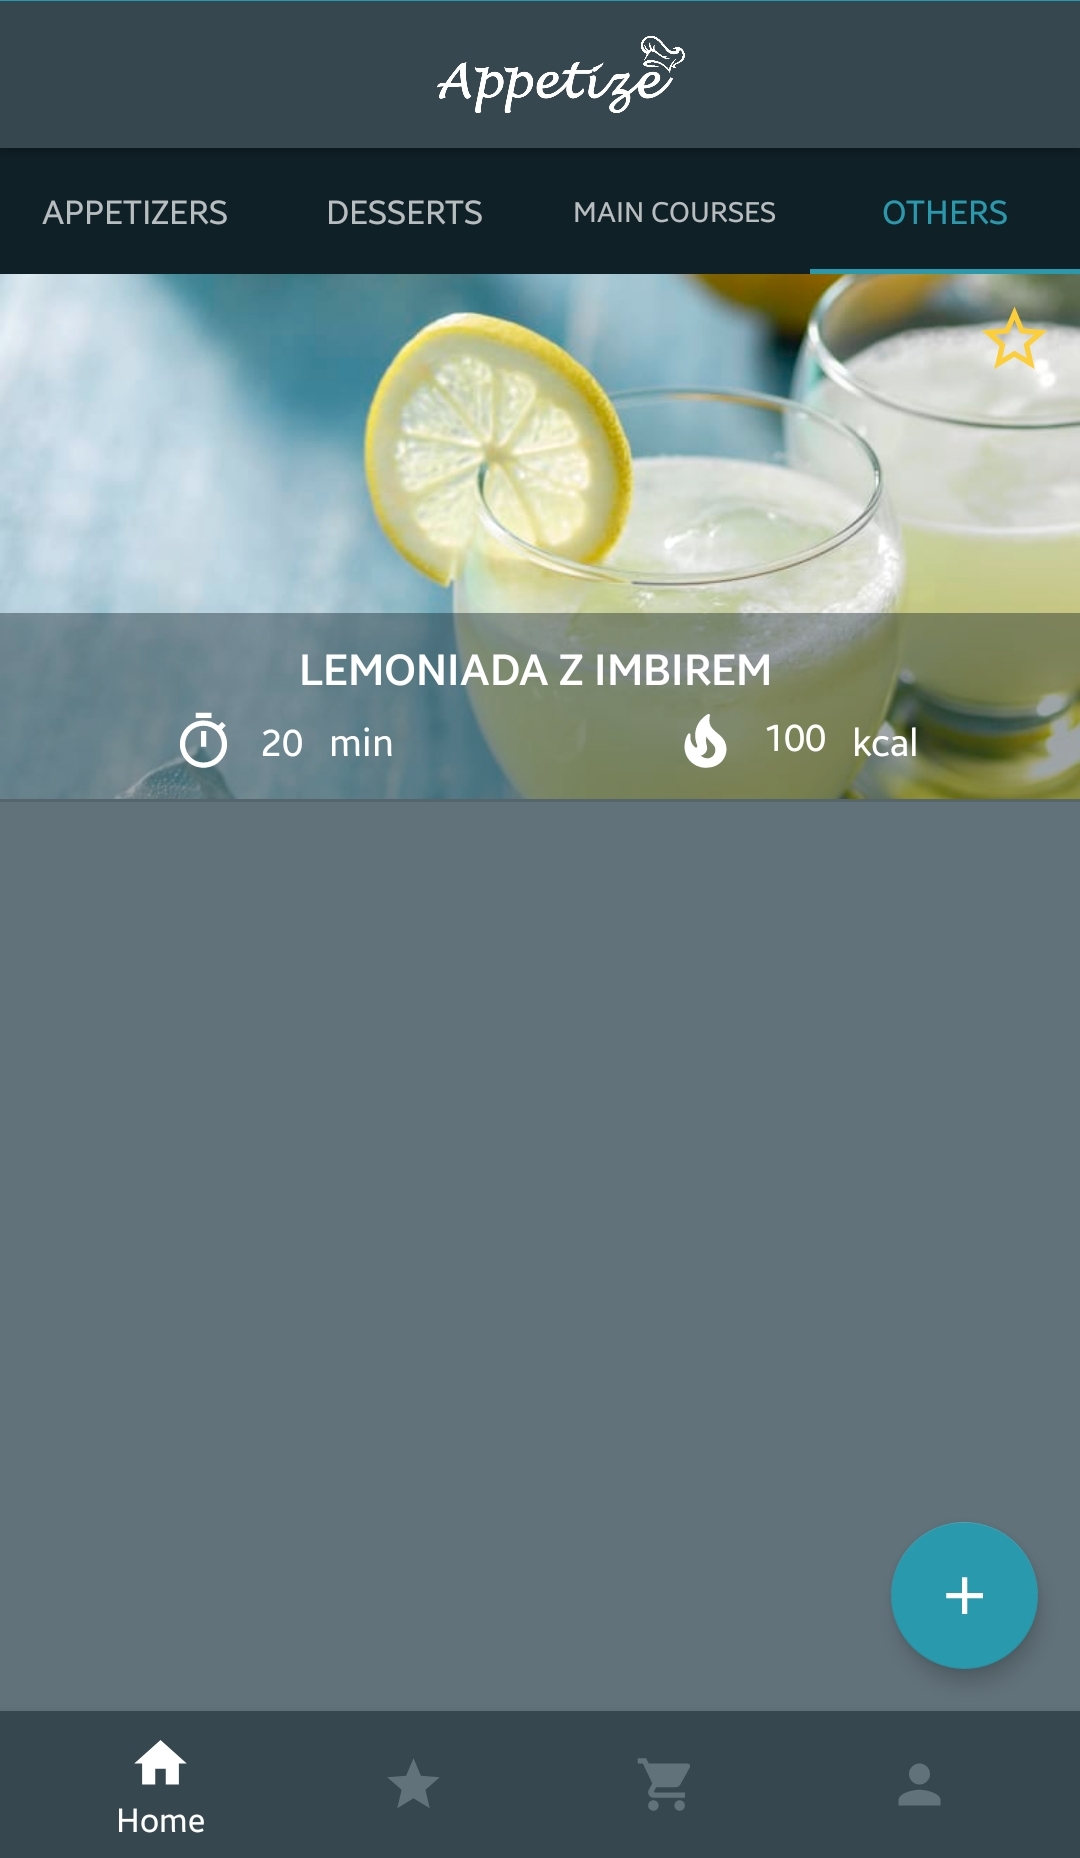 Appetize
APPETIZERS DESSERTS MAIN COURSES OTHERS
LEMONIADA Z IMBIREM
20 min 100 kcal
Home